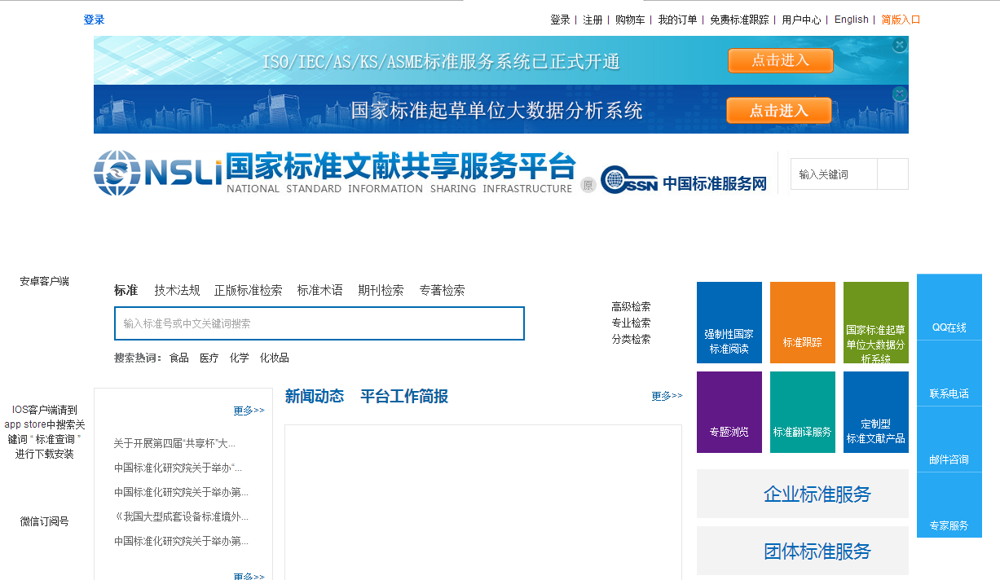 登录
登录 | 注册 | 购物车 | 我的订单 | 免费标准跟踪 | 用户中心 | English | 简版入口
ISO/IEC/AS/KS/ASME标准服务系统已正式开通
点击进入
国家标准起草单位大数据分析系统
点击进入
NSLi
国家标准文献共享服务平台
NATIONAL STANDARD INFORMATION SHARING INFRASTRUCTURE
原
CSSN 中国标准服务网
输入关键词
安卓客户端
IOS客户端请到
app store中搜索关
键词 “ 标准查询 ”
进行下载安装
微信订阅号
标准 技术法规 正版标准检索 标准术语 期刊检索 专著检索
输入标准号或中文关键词搜索
搜索热词： 食品 医疗 化学 化妆品
高级检索
专业检索
分类检索
更多>>
关于开展第四届“共享杯”大...
中国标准化研究院关于举办“...
中国标准化研究院关于举办第...
《我国大型成套设备标准境外...
中国标准化研究院关于举办第...
更多>>
新闻动态 平台工作简报
更多>>
强制性国家
标准阅读
标准跟踪
国家标准起草
单位大数据分
析系统
专题浏览
标准翻译服务
定制型
标准文献产品
企业标准服务
团体标准服务
QQ在线
联系电话
邮件咨询
专家服务